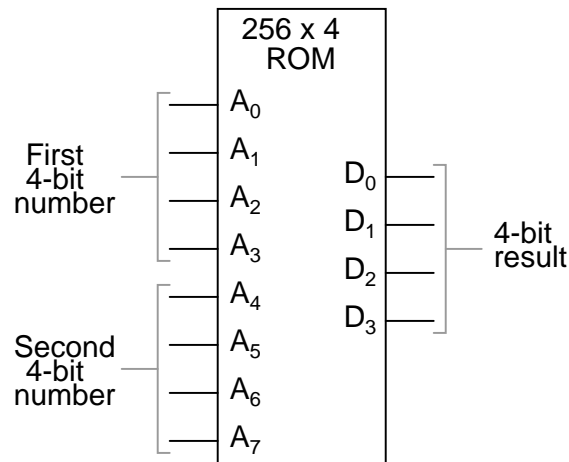 256 x 4
ROM
First
4-bit
number
Second
4-bit
number
A₀
A₁
A₂
A₃
A₄
A₅
A₆
A₇
D₀
D₁
D₂
D₃
4-bit
result